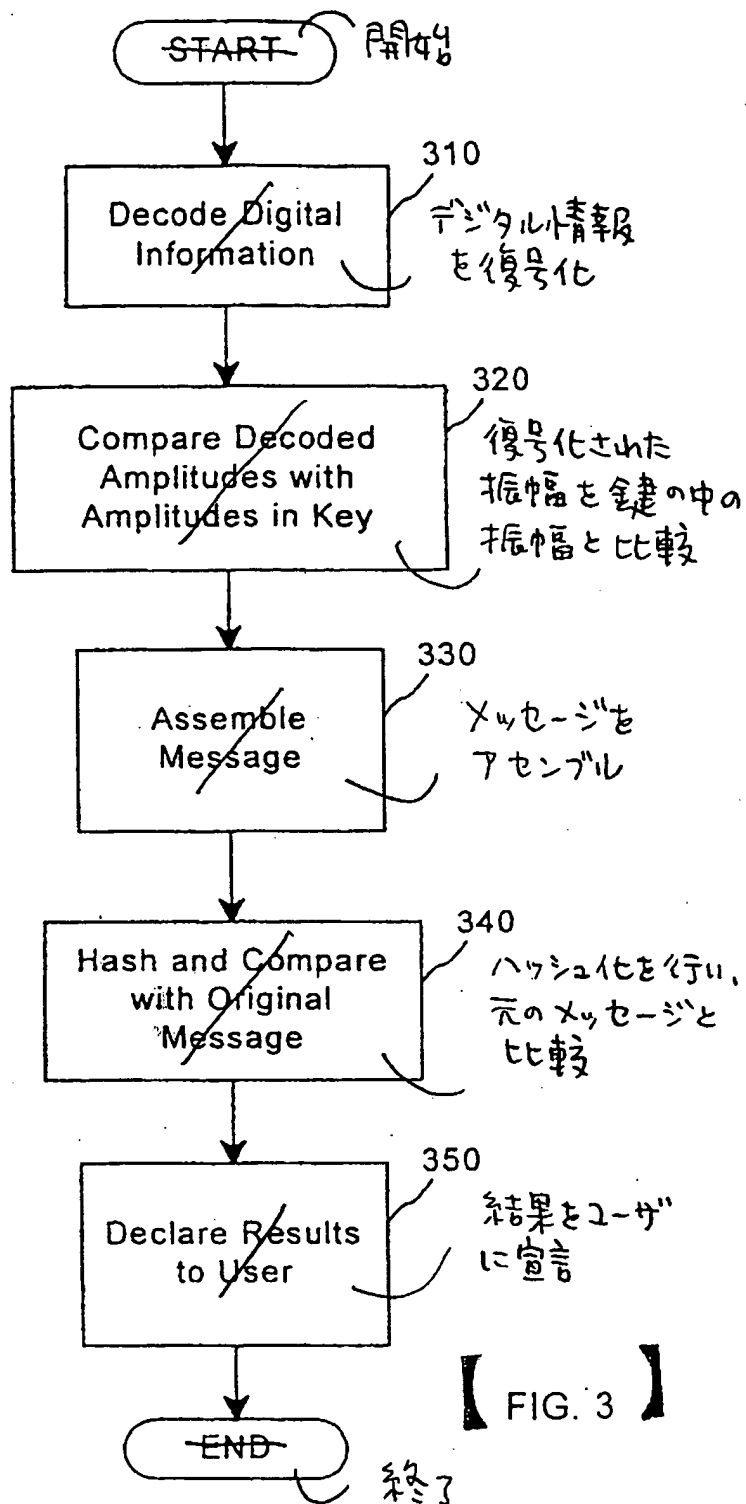 START
開始
310
Decode Digital
Information
デジタル情報
を復号化
320
Compare Decoded
Amplitudes with
Amplitudes in Key
復号化された
振幅を鍵の中の
振幅と比較
330
Assemble
Message
メッセージを
アセンブル
340
Hash and Compare
with Original
Message
ハッシュ化を行い、
元のメッセージと
比較
350
Declare Results
to User
結果をユーザ
に宣言
【 FIG. 3 】
END
終了